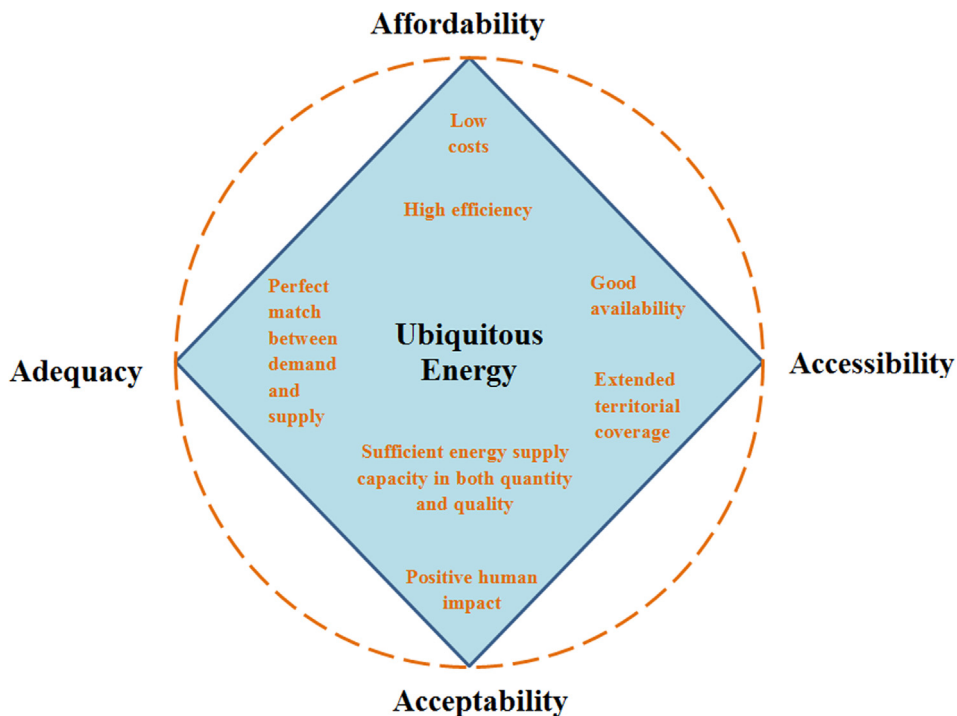 Affordability
Low
costs
High efficiency
Perfect
match
between
demand
and
supply
Good
availability
Ubiquitous
Energy
Adequacy
Accessibility
Extended
territorial
coverage
Sufficient energy supply
capacity in both quantity
and quality
Positive human
impact
Acceptability